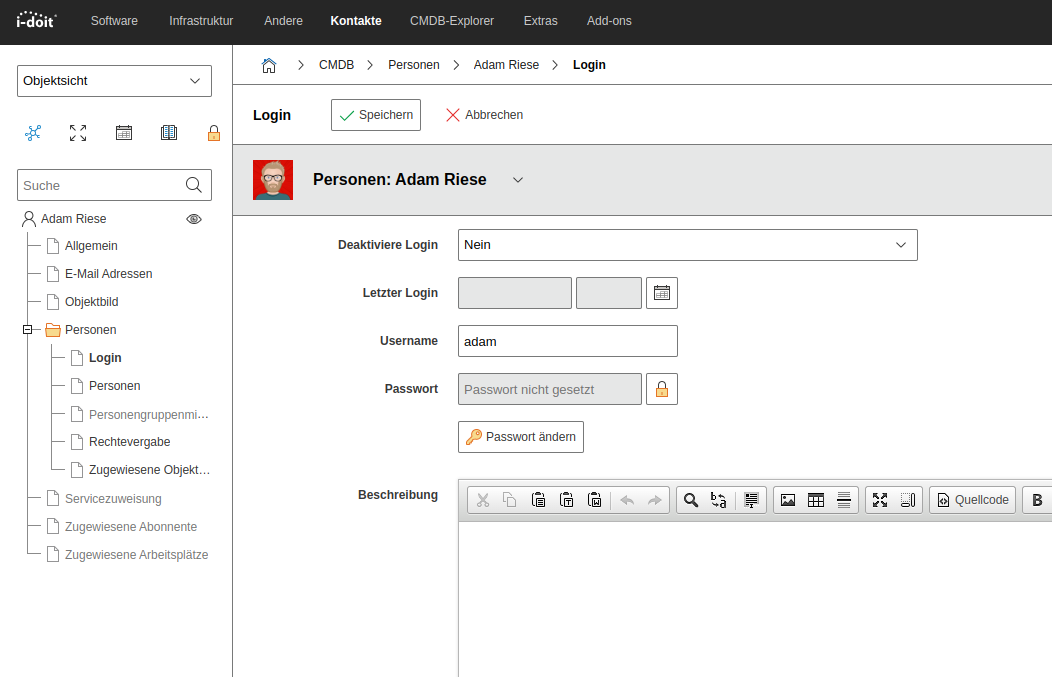 i-doit
Software Infrastruktur Andere Kontakte CMDB-Explorer Extras Add-ons
Objektsicht
CMDB Personen Adam Riese Login
Login Speichern Abbrechen
Suche
Personen: Adam Riese
Adam Riese
Allgemein
E-Mail Adressen
Objektbild
Personen
Login
Personen
Personengruppenmi...
Rechtevergabe
Zugewiesene Objekt...
Servicezuweisung
Zugewiesene Abonnente
Zugewiesene Arbeitsplätze
Deaktiviere Login Nein
Letzter Login
Username adam
Passwort Passwort nicht gesetzt
Passwort ändern
Beschreibung
Quellcode B